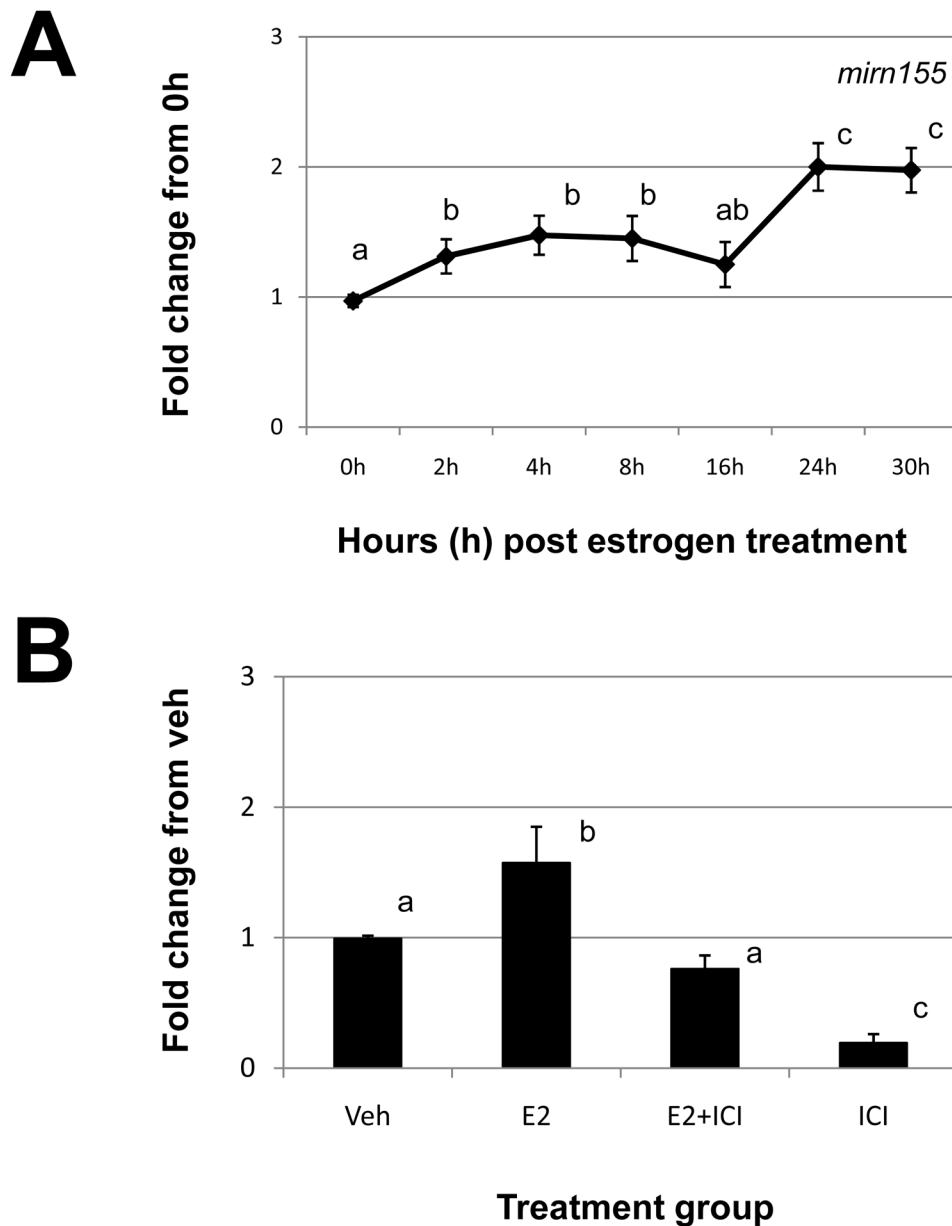 A
Fold change from 0h
3
2
1
0
mirn155
a
b
b
b
ab
c
c
0h 2h 4h 8h 16h 24h 30h
Hours (h) post estrogen treatment
B
Fold change from veh
3
2
1
0
a
b
a
c
Veh E2 E2+ICI ICI
Treatment group